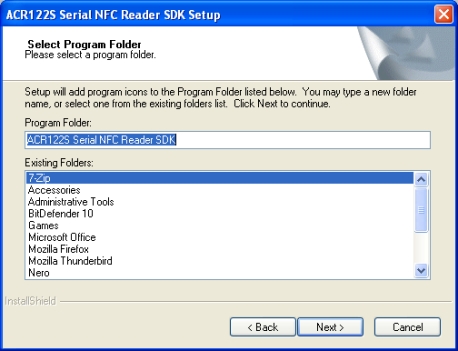 ACR122S Serial NFC Reader SDK Setup
Select Program Folder
Please select a program folder.
Setup will add program icons to the Program Folder listed below. You may type a new folder
name, or select one from the existing folders list. Click Next to continue.
Program Folder:
ACR122S Serial NFC Reader SDK
Existing Folders:
7-Zip
Accessories
Administrative Tools
BitDefender 10
Games
Microsoft Office
Mozilla Firefox
Mozilla Thunderbird
Nero
InstallShield
< Back
Next >
Cancel